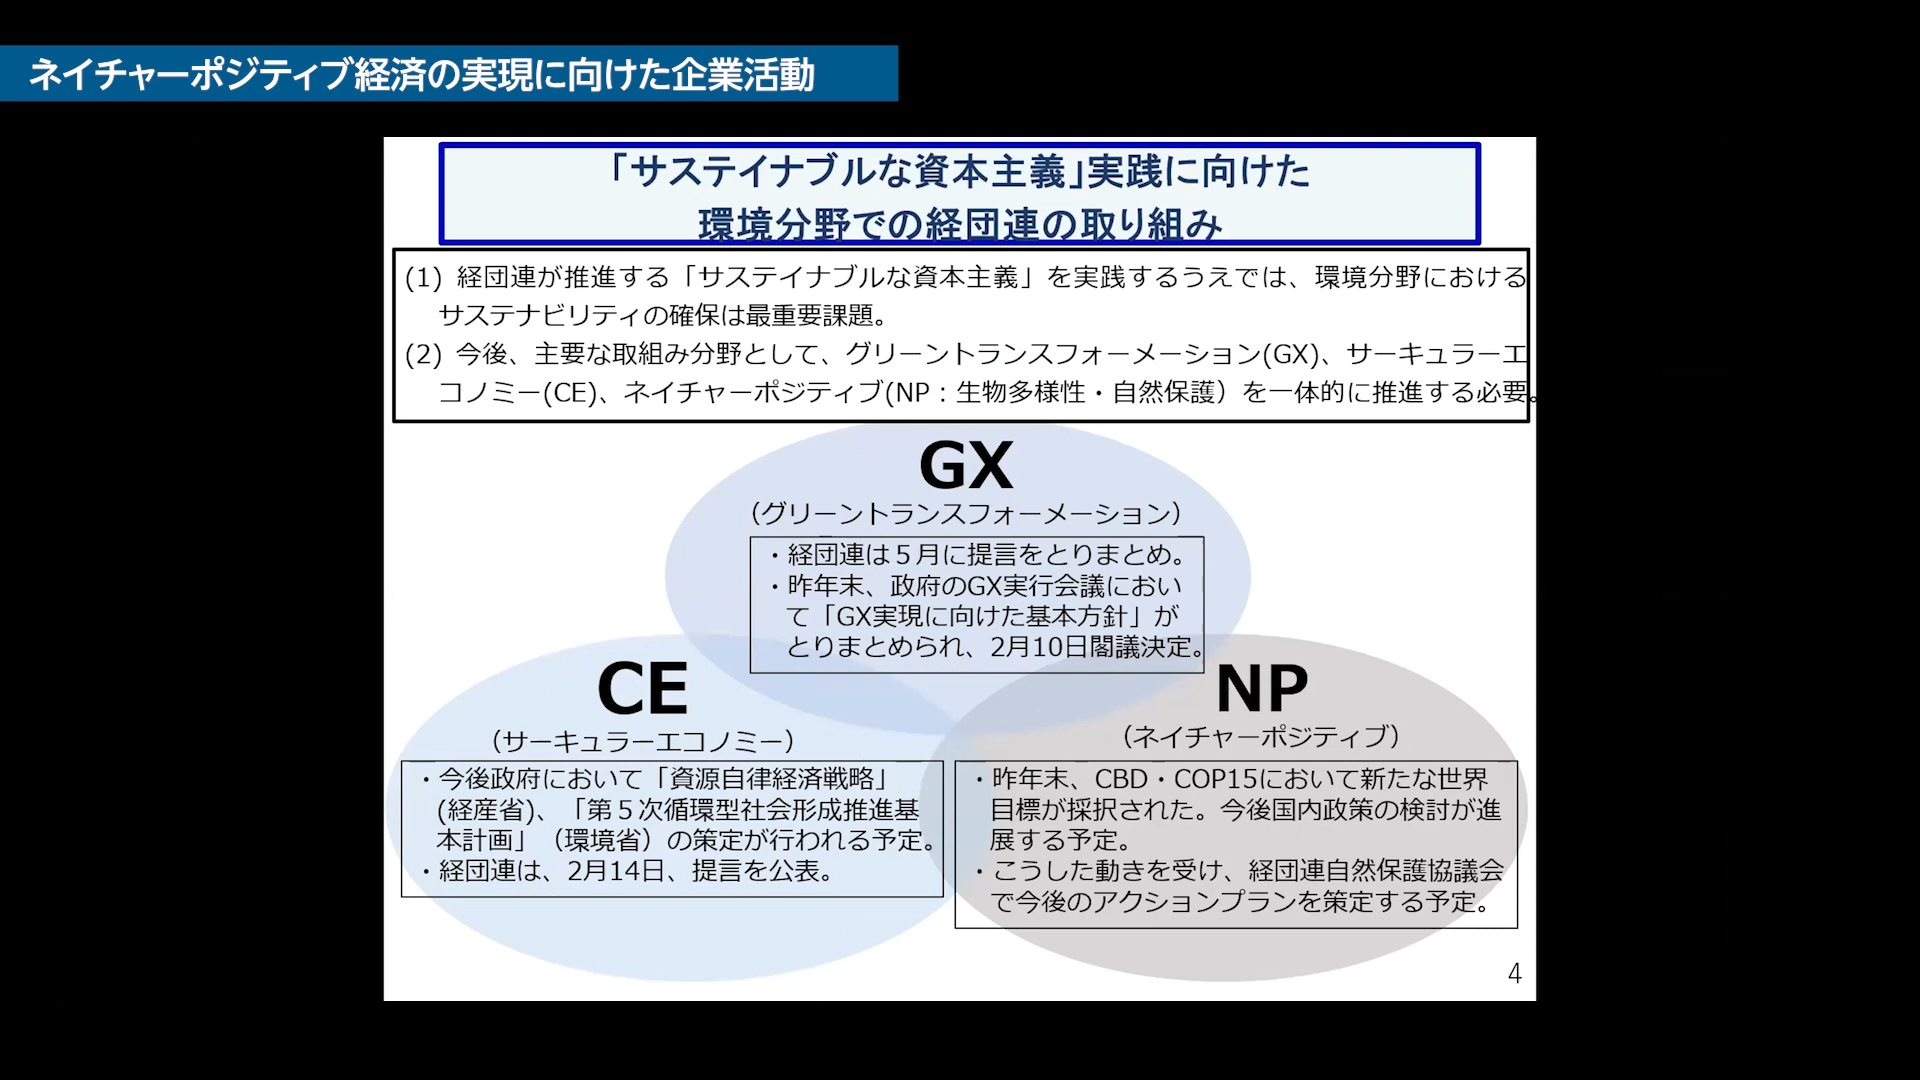 ネイチャーポジティブ経済の実現に向けた企業活動
「サステイナブルな資本主義」実践に向けた
環境分野での経団連の取り組み
(1) 経団連が推進する「サステイナブルな資本主義」を実践するうえでは、環境分野における
サステナビリティの確保は最重要課題。
(2) 今後、主要な取組み分野として、グリーントランスフォーメーション(GX)、サーキュラーエ
コノミー(CE)、ネイチャーポジティブ(NP：生物多様性・自然保護）を一体的に推進する必要。
GX
（グリーントランスフォーメーション）
・経団連は５月に提言をとりまとめ。
・昨年末、政府のGX実行会議におい
て「GX実現に向けた基本方針」が
とりまとめられ、2月10日閣議決定。
CE
（サーキュラーエコノミー）
・今後政府において「資源自律経済戦略」
(経産省)、「第５次循環型社会形成推進基
本計画」（環境省）の策定が行われる予定。
・経団連は、2月14日、提言を公表。
NP
（ネイチャーポジティブ）
・昨年末、CBD・COP15において新たな世界
目標が採択された。今後国内政策の検討が進
展する予定。
・こうした動きを受け、経団連自然保護協議会
で今後のアクションプランを策定する予定。
4